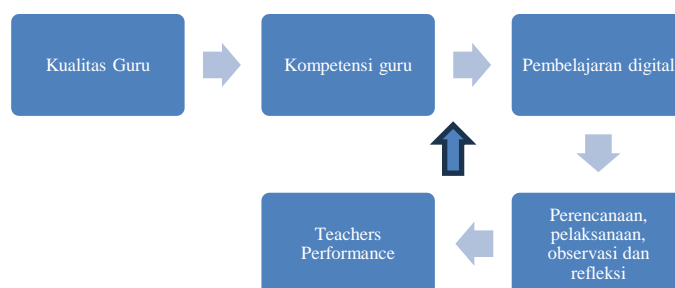 Kualitas Guru
Kompetensi guru
Pembelajaran digital
Perencanaan,
pelaksanaan,
observasi dan
refleksi
Teachers
Performance